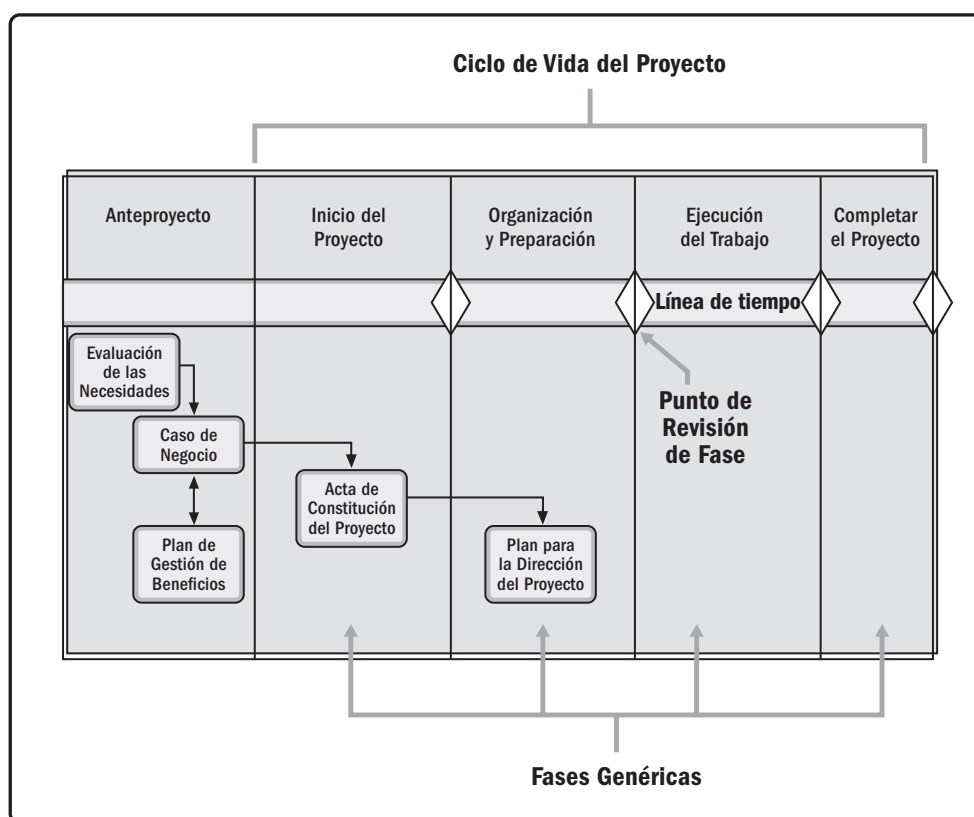 Ciclo de Vida del Proyecto
Anteproyecto
Inicio del
Proyecto
Organización
y Preparación
Ejecución
del Trabajo
Completar
el Proyecto
Línea de tiempo
Evaluación
de las
Necesidades
Caso de
Negocio
Plan de
Gestión de
Beneficios
Acta de
Constitución
del Proyecto
Plan para
la Dirección
del Proyecto
Punto de
Revisión
de Fase
Fases Genéricas